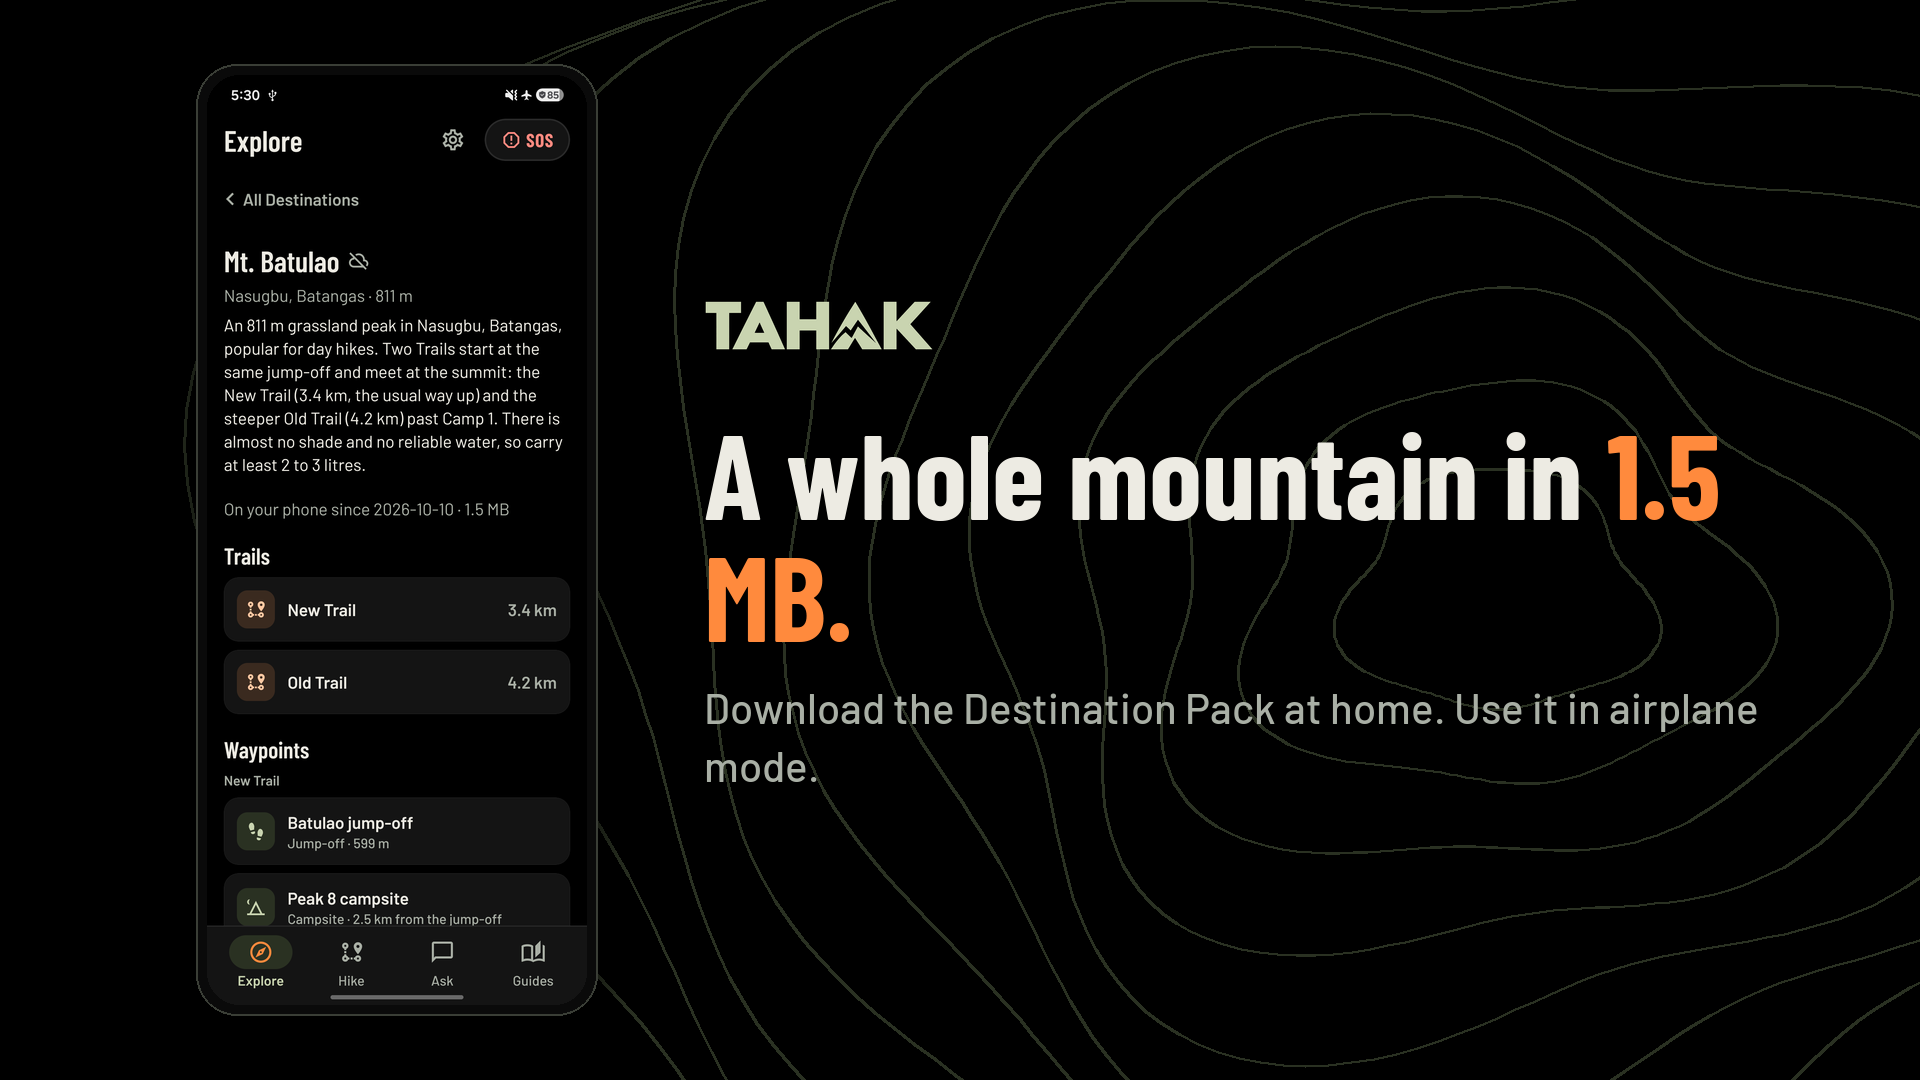 5:30
85
Explore
SOS
All Destinations
Mt. Batulao
Nasugbu, Batangas · 811 m
An 811 m grassland peak in Nasugbu, Batangas,
popular for day hikes. Two Trails start at the
same jump-off and meet at the summit: the
New Trail (3.4 km, the usual way up) and the
steeper Old Trail (4.2 km) past Camp 1. There is
almost no shade and no reliable water, so carry
at least 2 to 3 litres.
On your phone since 2026-10-10 · 1.5 MB
Trails
New Trail 3.4 km
Old Trail 4.2 km
Waypoints
New Trail
Batulao jump-off
Jump-off · 599 m
Peak 8 campsite
Campsite · 2.5 km from the jump-off
Explore Hike Ask Guides
TAHAK
A whole mountain in 1.5
MB.
Download the Destination Pack at home. Use it in airplane
mode.